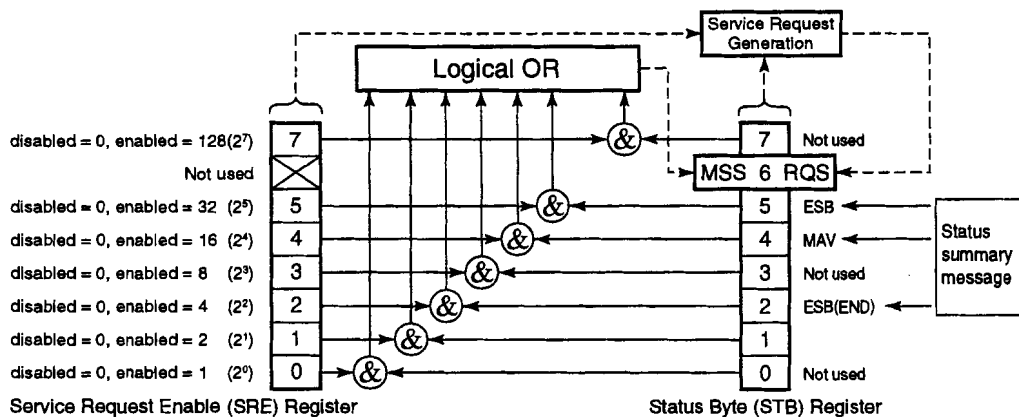 Service Request
Generation
Logical OR
disabled = 0, enabled = 128(2⁷) 7 & 7 Not used
Not used MSS 6 RQS
disabled = 0, enabled = 32 (2⁵) 5 & 5 ESB
disabled = 0, enabled = 16 (2⁴) 4 & 4 MAV
disabled = 0, enabled = 8 (2³) 3 & 3 Not used
disabled = 0, enabled = 4 (2²) 2 & 2 ESB(END)
disabled = 0, enabled = 2 (2¹) 1 & 1
disabled = 0, enabled = 1 (2⁰) 0 & 0 Not used
Status
summary
message
Service Request Enable (SRE) Register
Status Byte (STB) Register